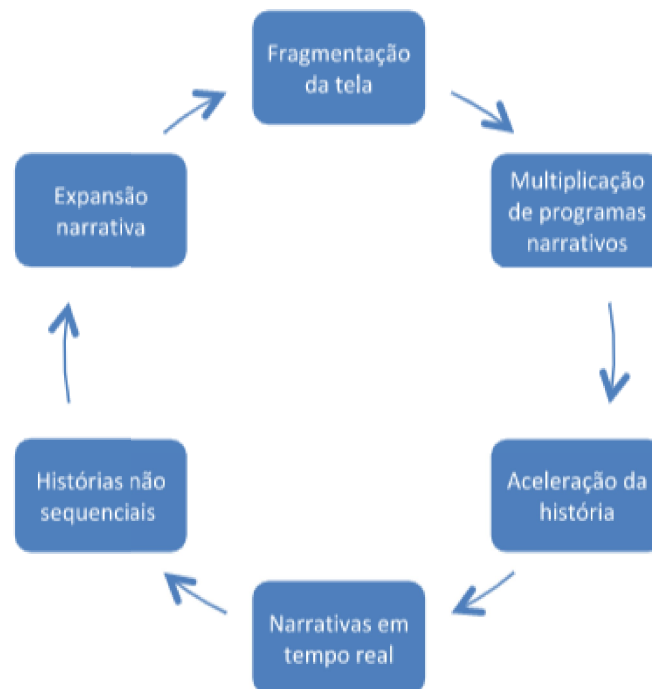 Fragmentação
da tela
Multiplicação
de programas
narrativos
Aceleração da
história
Narrativas em
tempo real
Histórias não
sequenciais
Expansão
narrativa